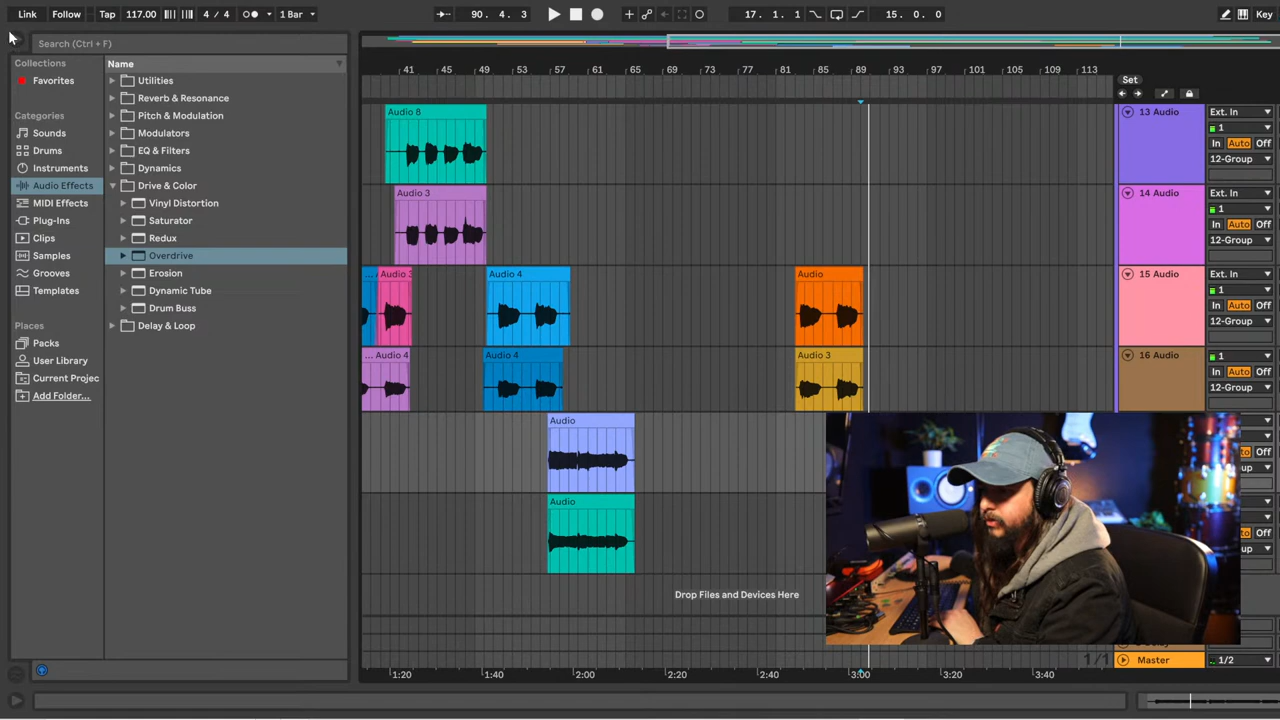 Link Follow Tap 117.00 4 / 4 1 Bar 90. 4. 3 17. 1. 1 15. 0. 0 Key
Search (Ctrl + F)
Collections
Favorites
Categories
Sounds
Drums
Instruments
Audio Effects
MIDI Effects
Plug-Ins
Clips
Samples
Grooves
Templates
Places
Packs
User Library
Current Projec
Add Folder...
Name
Utilities
Reverb & Resonance
Pitch & Modulation
Modulators
EQ & Filters
Dynamics
Drive & Color
Vinyl Distortion
Saturator
Redux
Overdrive
Erosion
Dynamic Tube
Drum Buss
Delay & Loop
41 45 49 53 57 61 65 69 73 77 81 85 89 93 97 101 105 109 113
Set
Audio 8
Audio 3
... Audio 3 Audio 4 Audio
... Audio 4 Audio 4 Audio 3
Audio
Audio
Drop Files and Devices Here
13 Audio Ext. In
1
In Auto Off
12-Group
14 Audio Ext. In
1
In Auto Off
12-Group
15 Audio Ext. In
1
In Auto Off
12-Group
16 Audio 1
In Auto Off
12-Group
Off
Off
1/1 Master 1/2
1:20 1:40 2:00 2:20 2:40 3:00 3:20 3:40